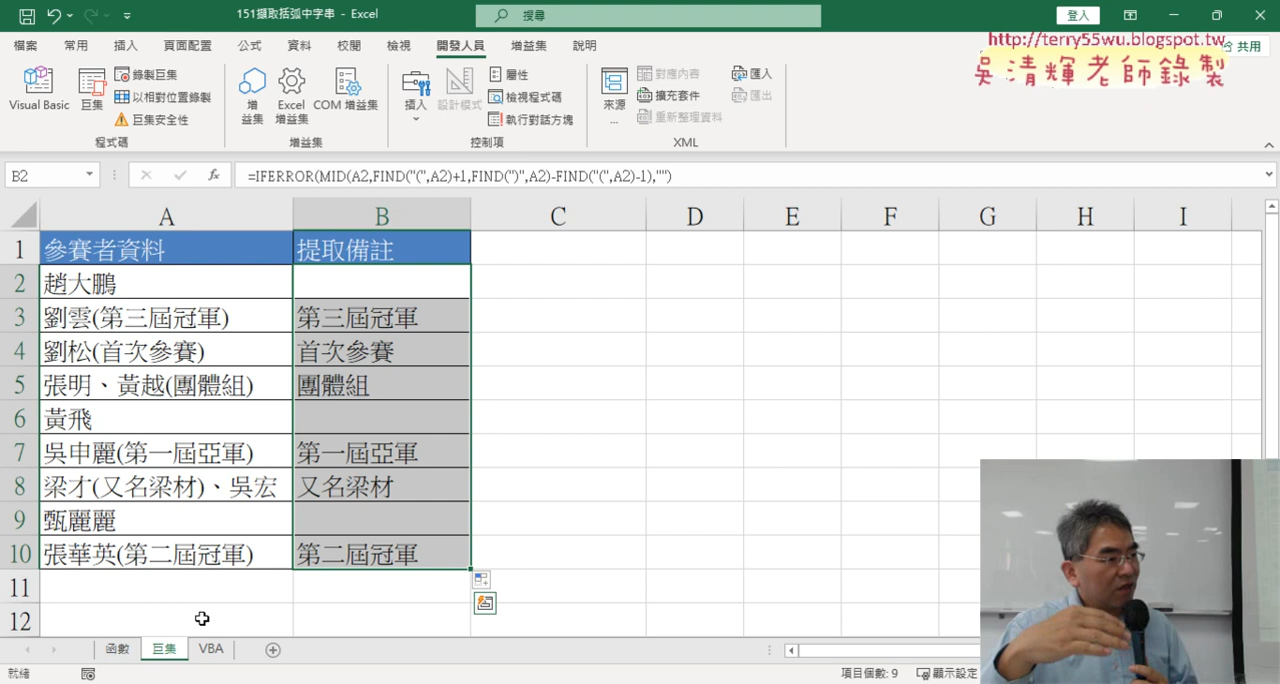 151擷取括弧中字串 - Excel
搜尋
登入
檔案 常用 插入 頁面配置 公式 資料 校閱 檢視 開發人員 增益集 說明
共用
http://terry55wu.blogspot.tw
吳清輝老師錄製
Visual Basic
巨集
錄製巨集
以相對位置錄製
巨集安全性
程式碼
增益集
Excel 增益集
COM 增益集
增益集
插入
設計模式
屬性
檢視程式碼
執行對話方塊
控制項
來源
...
對應內容
擴充套件
重新整理資料
匯入
匯出
XML
B2
fx
=IFERROR(MID(A2,FIND("(",A2)+1,FIND(")",A2)-FIND("(",A2)-1),"")
A B C D E F G H I
1 參賽者資料 提取備註
2 趙大鵬
3 劉雲(第三屆冠軍) 第三屆冠軍
4 劉松(首次參賽) 首次參賽
5 張明、黃越(團體組) 團體組
6 黃飛
7 吳申麗(第一屆亞軍) 第一屆亞軍
8 梁才(又名梁材)、吳宏 又名梁材
9 甄麗麗
10 張華英(第二屆冠軍) 第二屆冠軍
11
12
函數 巨集 VBA
就緒
項目個數: 9
顯示設定